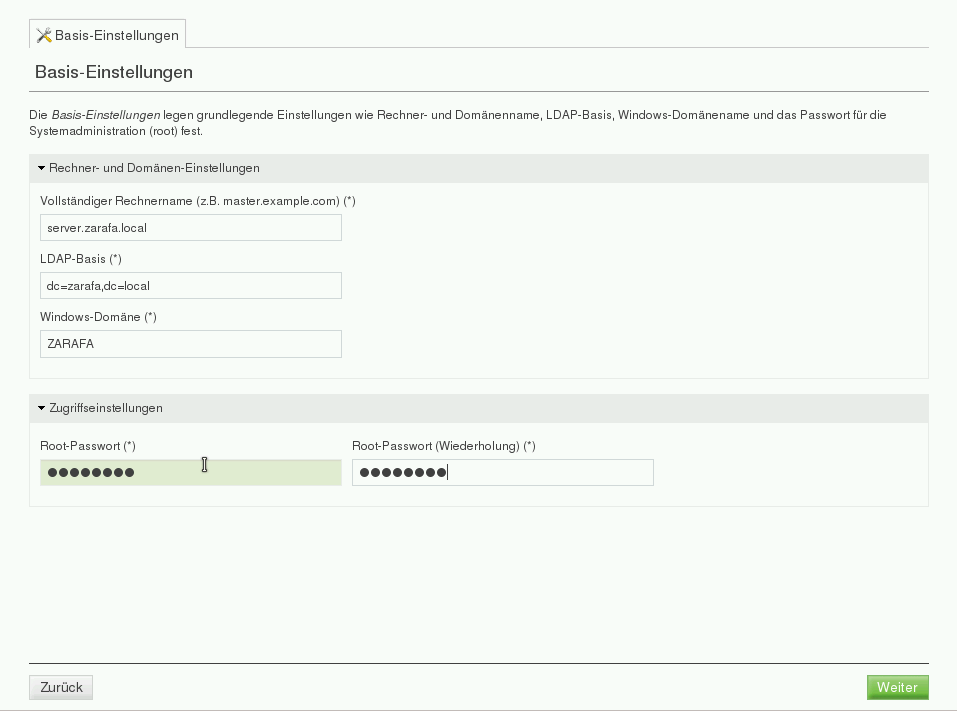 Basis-Einstellungen
Basis-Einstellungen
Die Basis-Einstellungen legen grundlegende Einstellungen wie Rechner- und Domänenname, LDAP-Basis, Windows-Domänename und das Passwort für die
Systemadministration (root) fest.
Rechner- und Domänen-Einstellungen
Vollständiger Rechnername (z.B. master.example.com) (*)
server.zarafa.local
LDAP-Basis (*)
dc=zarafa,dc=local
Windows-Domäne (*)
ZARAFA
Zugriffseinstellungen
Root-Passwort (*) Root-Passwort (Wiederholung) (*)
●●●●●●●● ●●●●●●●●
Zurück Weiter